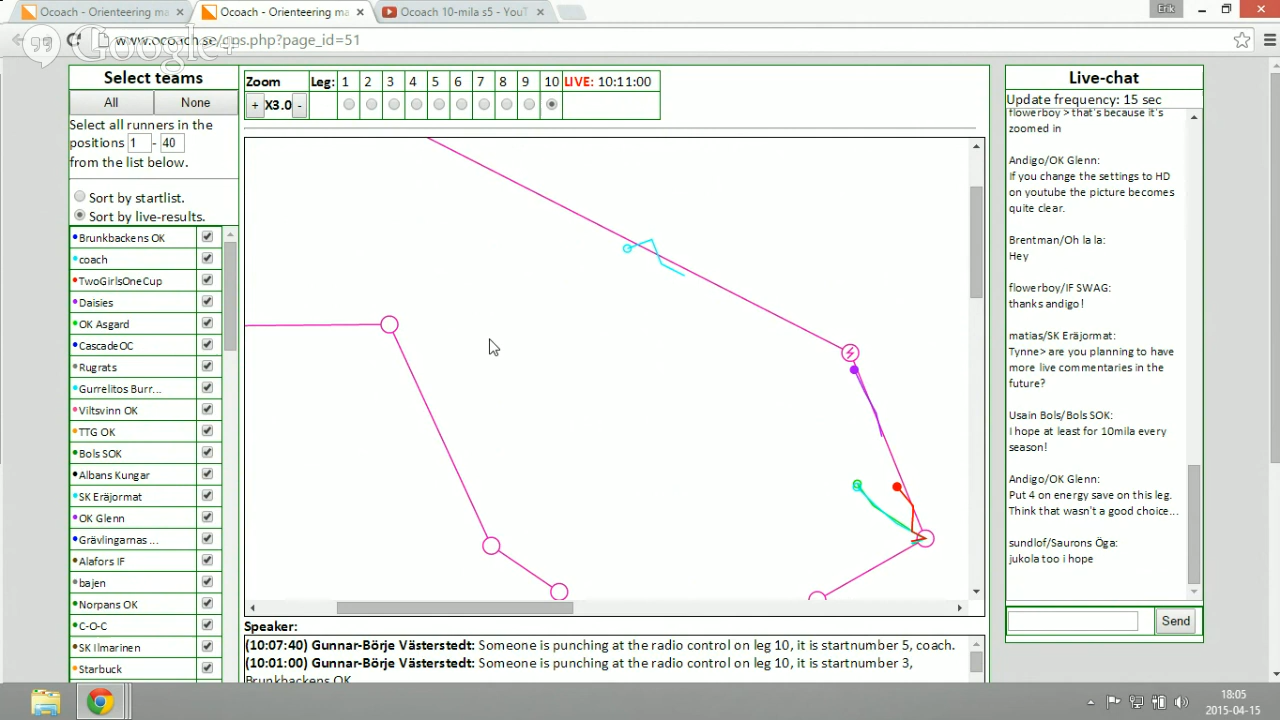 Ocoach - Orienteering ma
Ocoach - Orienteering ma
Ocoach 10-mila s5 - YouT
Erik
Google+
www.ocoach.se/gps.php?page_id=51
Select teams
All
None
Select all runners in the
positions 1 - 40
from the list below.
Sort by startlist.
Sort by live-results.
Brunkbackens OK
coach
TwoGirlsOneCup
Daisies
OK Asgard
CascadeOC
Rugrats
Gurrelitos Burr...
Viltsvinn OK
TTG OK
Bols SOK
Albans Kungar
SK Eräjormat
OK Glenn
Grävlingarnas ...
Alafors IF
bajen
Norpans OK
C-O-C
SK Ilmarinen
Starbuck
Zoom
Leg: 1 2 3 4 5 6 7 8 9 10
LIVE: 10:11:00
+ X3.0 -
Speaker:
(10:07:40) Gunnar-Börje Västerstedt: Someone is punching at the radio control on leg 10, it is startnumber 5, coach.
(10:01:00) Gunnar-Börje Västerstedt: Someone is punching at the radio control on leg 10, it is startnumber 3,
Brunkbackens OK
Live-chat
Update frequency: 15 sec
flowerboy > that's because it's
zoomed in
Andigo/OK Glenn:
If you change the settings to HD
on youtube the picture becomes
quite clear.
Brentman/Oh la la:
Hey
flowerboy/IF SWAG:
thanks andigo!
matias/SK Eräjormat:
Tynne> are you planning to have
more live commentaries in the
future?
Usain Bols/Bols SOK:
I hope at least for 10mila every
season!
Andigo/OK Glenn:
Put 4 on energy save on this leg.
Think that wasn't a good choice...
sundlof/Saurons Öga:
jukola too i hope
Send
18:05
2015-04-15